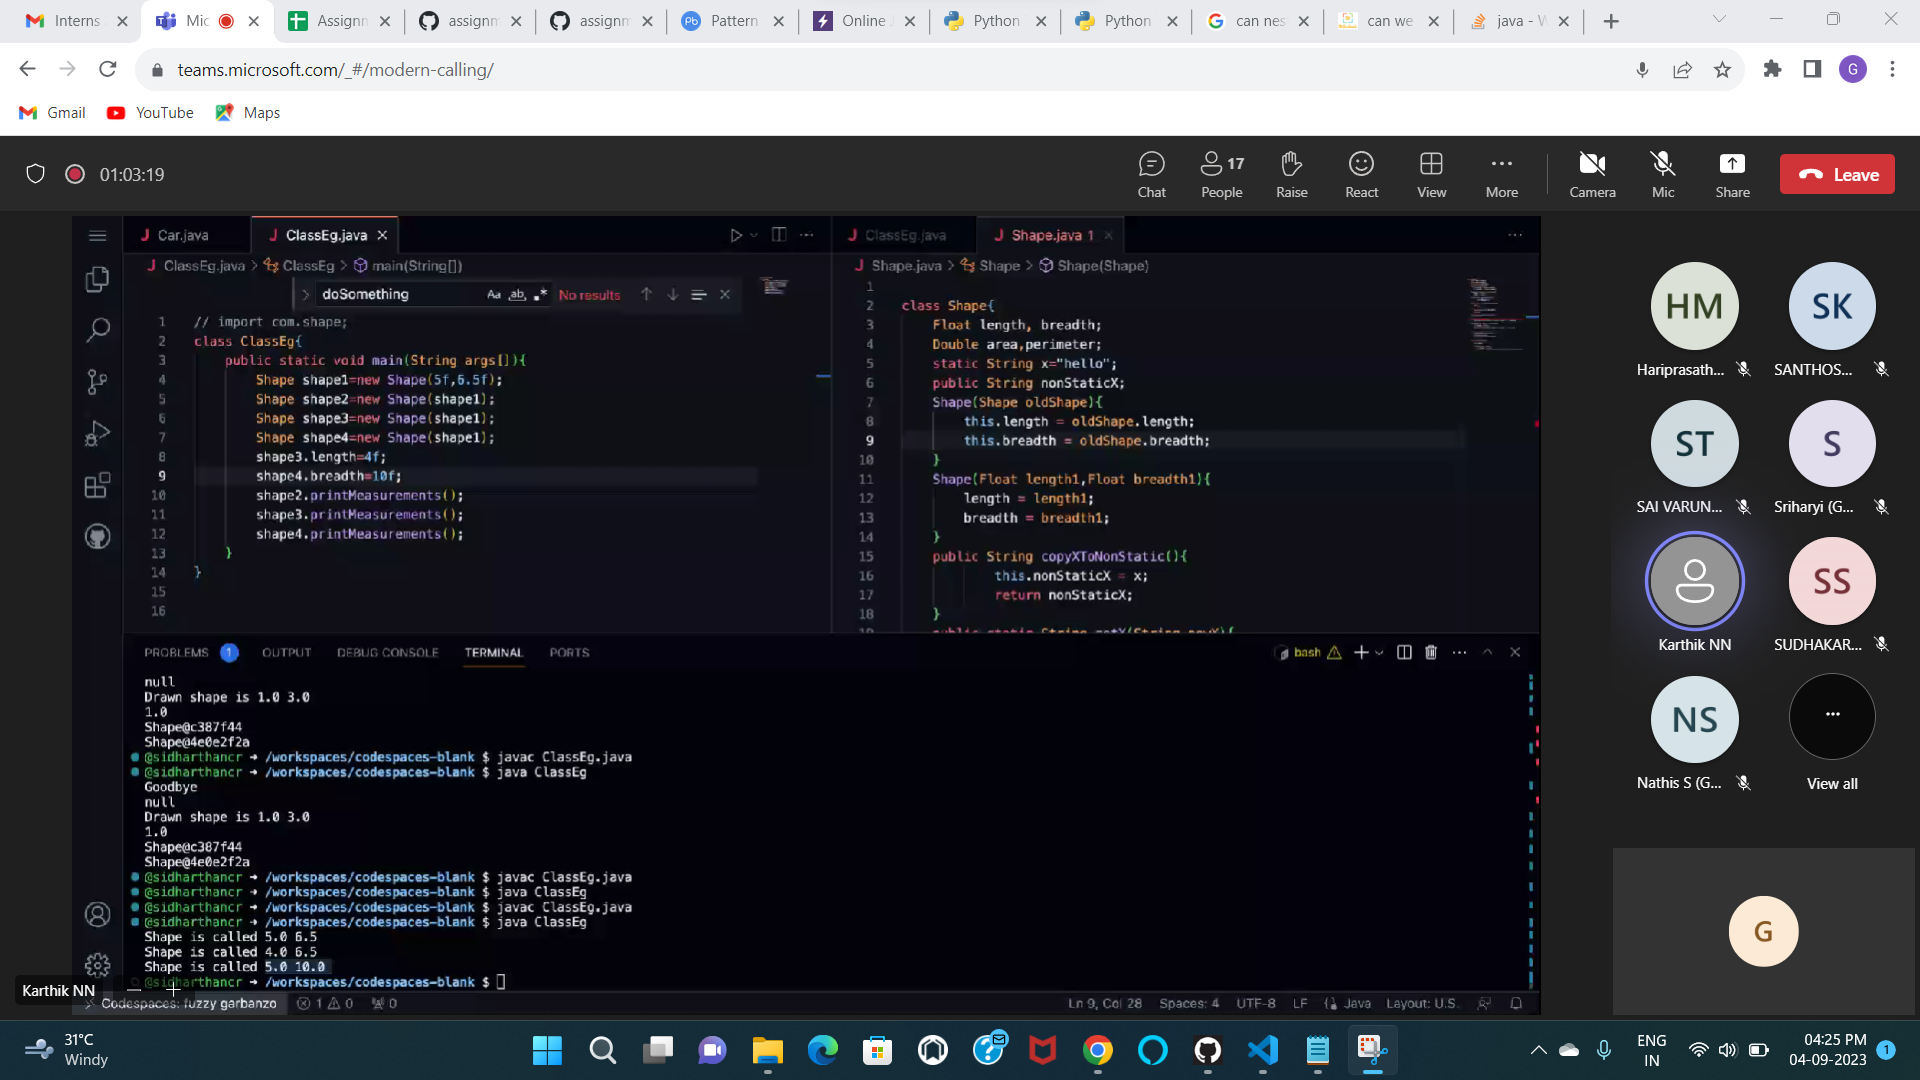 Interns
Mic
Assignm
assignm
assignm
Pattern
Online
Python
Python
can nes
can we
java - W
teams.microsoft.com/_#/modern-calling/
G
Gmail
YouTube
Maps
01:03:19
Chat
17
People
Raise
React
View
More
Camera
Mic
Share
Leave
Car.java
ClassEg.java
ClassEg.java > ClassEg > main(String[])
doSomething
Aa
ab
No results
1 // import com.shape;
2 class ClassEg{
3 public static void main(String args[]){
4 Shape shape1=new Shape(5f,6.5f);
5 Shape shape2=new Shape(shape1);
6 Shape shape3=new Shape(shape1);
7 Shape shape4=new Shape(shape1);
8 shape3.length=4f;
9 shape4.breadth=10f;
10 shape2.printMeasurements();
11 shape3.printMeasurements();
12 shape4.printMeasurements();
13 }
14 }
15
16
ClassEg.java
Shape.java 1
Shape.java > Shape > Shape(Shape)
1
2 class Shape{
3 Float length, breadth;
4 Double area,perimeter;
5 static String x="hello";
6 public String nonStaticX;
7 Shape(Shape oldShape){
8 this.length = oldShape.length;
9 this.breadth = oldShape.breadth;
10 }
11 Shape(Float length1,Float breadth1){
12 length = length1;
13 breadth = breadth1;
14 }
15 public String copyXToNonStatic(){
16 this.nonStaticX = x;
17 return nonStaticX;
18 }
PROBLEMS 1 OUTPUT DEBUG CONSOLE TERMINAL PORTS
bash
null
Drawn shape is 1.0 3.0
1.0
Shape@c387f44
Shape@4e0e2f2a
@sidharthancr → /workspaces/codespaces-blank $ javac ClassEg.java
@sidharthancr → /workspaces/codespaces-blank $ java ClassEg
Goodbye
null
Drawn shape is 1.0 3.0
1.0
Shape@c387f44
Shape@4e0e2f2a
@sidharthancr → /workspaces/codespaces-blank $ javac ClassEg.java
@sidharthancr → /workspaces/codespaces-blank $ java ClassEg
@sidharthancr → /workspaces/codespaces-blank $ javac ClassEg.java
@sidharthancr → /workspaces/codespaces-blank $ java ClassEg
Shape is called 5.0 6.5
Shape is called 4.0 6.5
Shape is called 5.0 10.0
@sidharthancr → /workspaces/codespaces-blank $
Karthik NN
Codespaces: fuzzy garbanzo
1 0
0
Ln 9, Col 28 Spaces: 4 UTF-8 LF Java Layout: U.S.
HM
Hariprasath...
SK
SANTHOS...
ST
SAI VARUN...
S
Sriharyi (G...
Karthik NN
SS
SUDHAKAR...
NS
Nathis S (G...
...
View all
G
31°C
Windy
ENG
IN
04:25 PM
04-09-2023
1